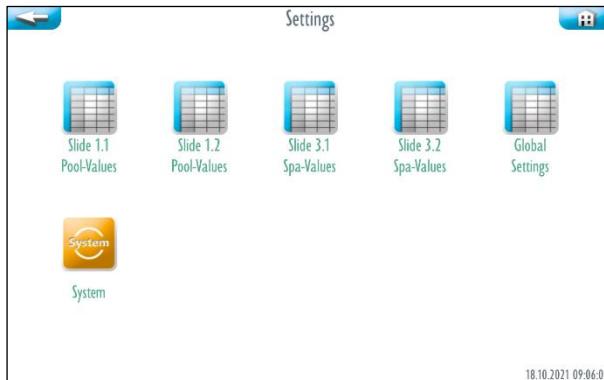 Settings
Slide 1.1
Pool-Values
Slide 1.2
Pool-Values
Slide 3.1
Spa-Values
Slide 3.2
Spa-Values
Global
Settings
System
System
18.10.2021 09:06:0